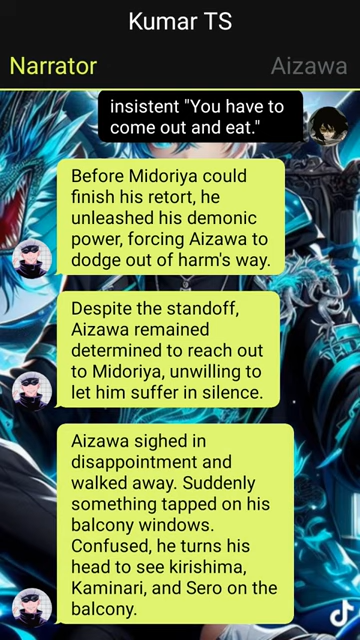 Kumar TS
Narrator
Aizawa
insistent "You have to
come out and eat."
Before Midoriya could
finish his retort, he
unleashed his demonic
power, forcing Aizawa to
dodge out of harm's way.
Despite the standoff,
Aizawa remained
determined to reach out
to Midoriya, unwilling to
let him suffer in silence.
Aizawa sighed in
disappointment and
walked away. Suddenly
something tapped on his
balcony windows.
Confused, he turns his
head to see kirishima,
Kaminari, and Sero on the
balcony.